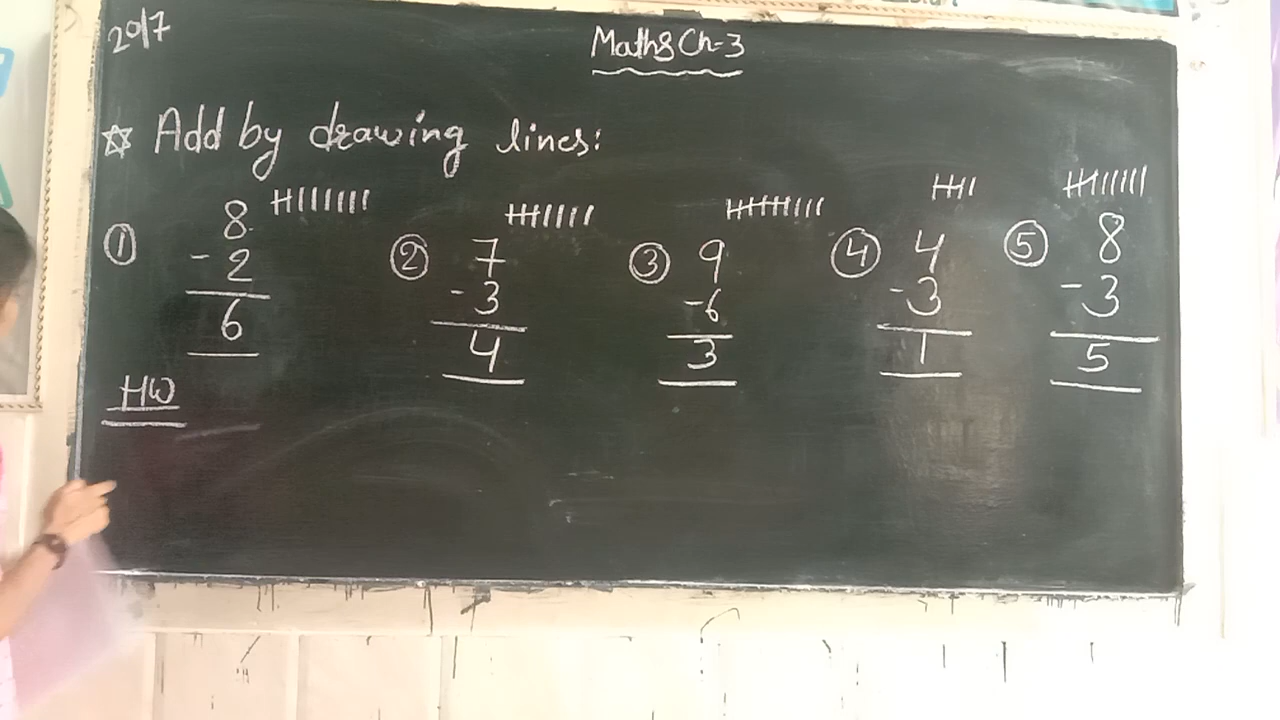 20/7
Maths Ch-3
Add by drawing lines:
① 8 - 2 6
② 7 - 3 4
③ 9 - 6 3
④ 4 - 3 1
⑤ 8 - 3 5
HW